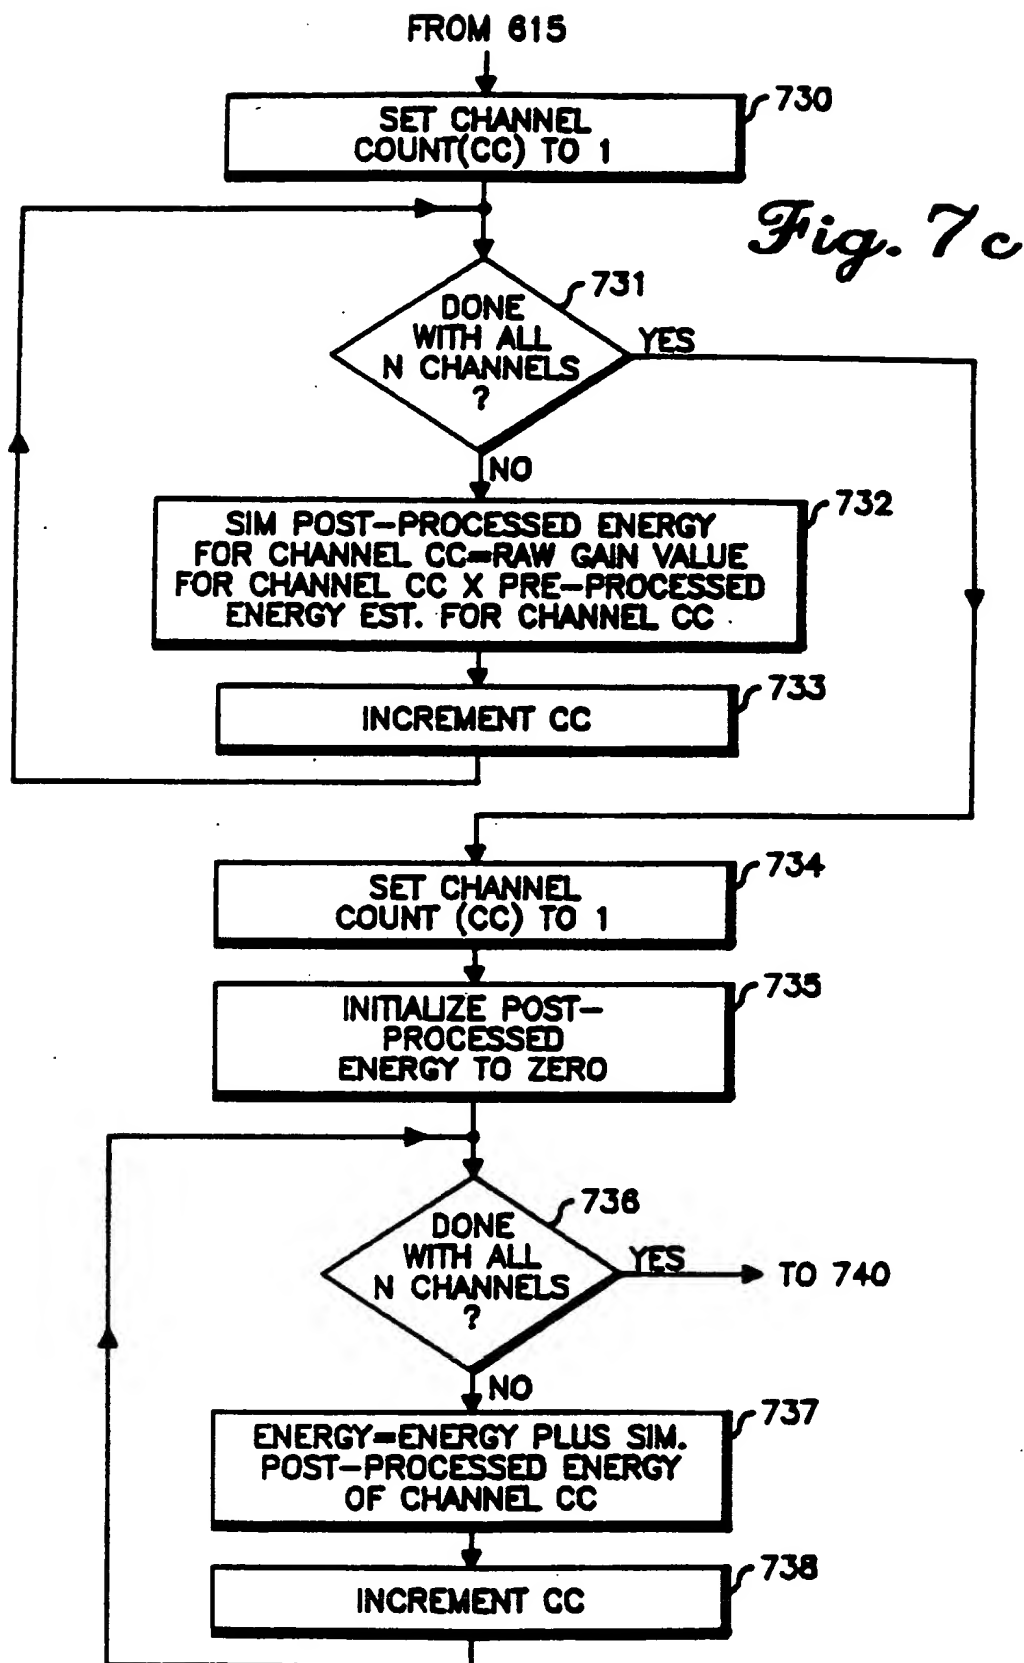 FROM 615
730
SET CHANNEL
COUNT(CC) TO 1
Fig. 7c
731
DONE
WITH ALL
N CHANNELS
?
YES
NO
732
SIM POST-PROCESSED ENERGY
FOR CHANNEL CC=RAW GAIN VALUE
FOR CHANNEL CC X PRE-PROCESSED
ENERGY EST. FOR CHANNEL CC
733
INCREMENT CC
734
SET CHANNEL
COUNT (CC) TO 1
735
INITIALIZE POST-
PROCESSED
ENERGY TO ZERO
736
DONE
WITH ALL
N CHANNELS
?
YES
TO 740
NO
737
ENERGY=ENERGY PLUS SIM.
POST-PROCESSED ENERGY
OF CHANNEL CC
738
INCREMENT CC